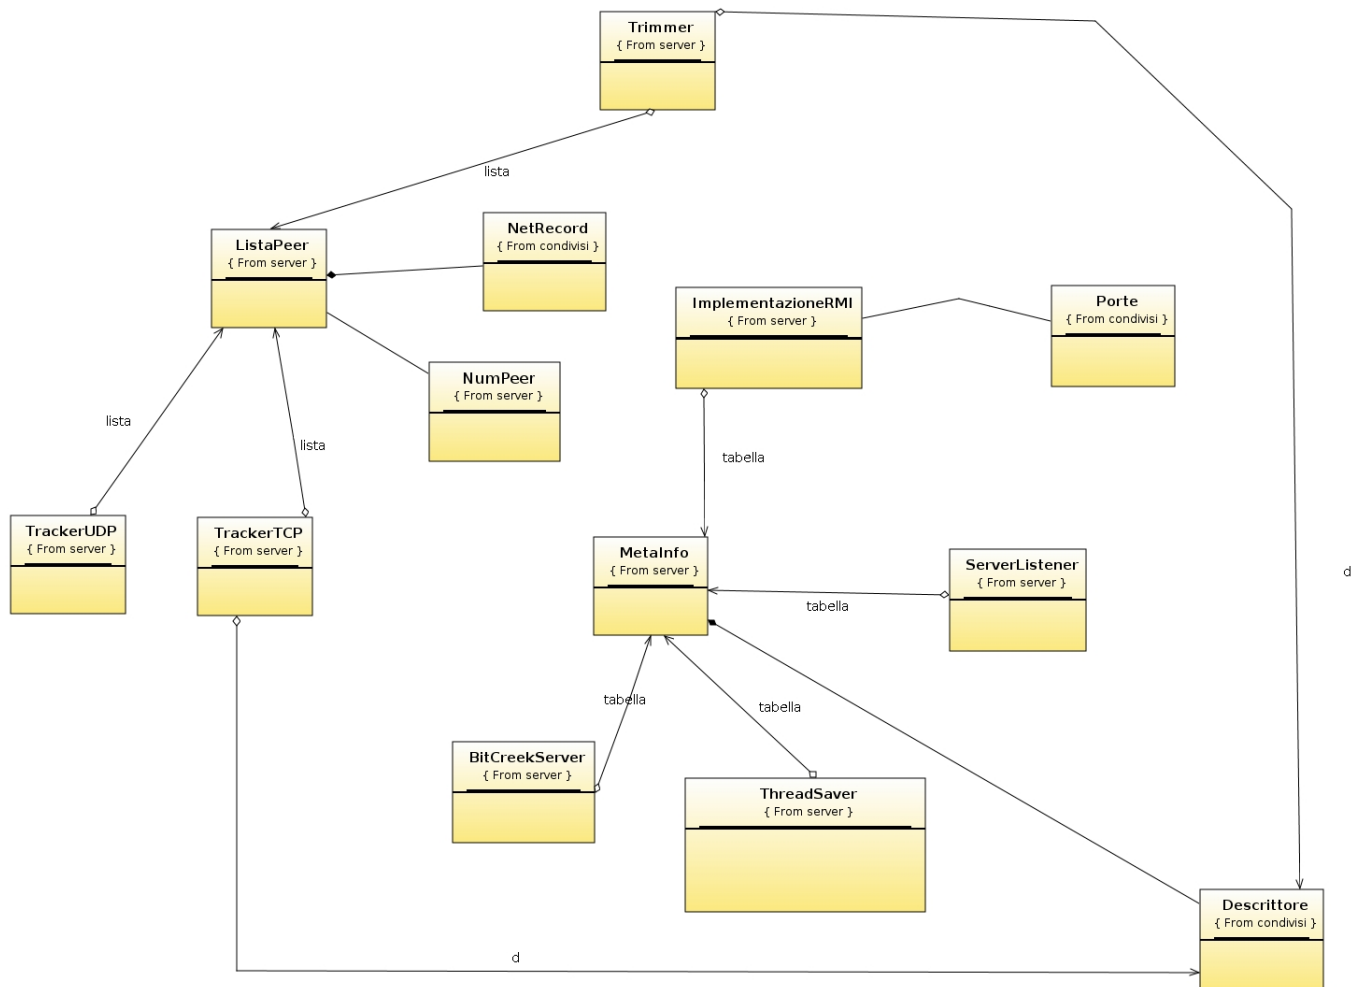 Trimmer
{ From server }
lista
NetRecord
{ From condivisi }
ListaPeer
{ From server }
ImplementazioneRMI
{ From server }
Porte
{ From condivisi }
NumPeer
{ From server }
lista
lista
tabella
TrackerUDP
{ From server }
TrackerTCP
{ From server }
MetaInfo
{ From server }
ServerListener
{ From server }
d
tabella
tabella
tabella
BitCreekServer
{ From server }
ThreadSaver
{ From server }
Descrittore
{ From condivisi }
d